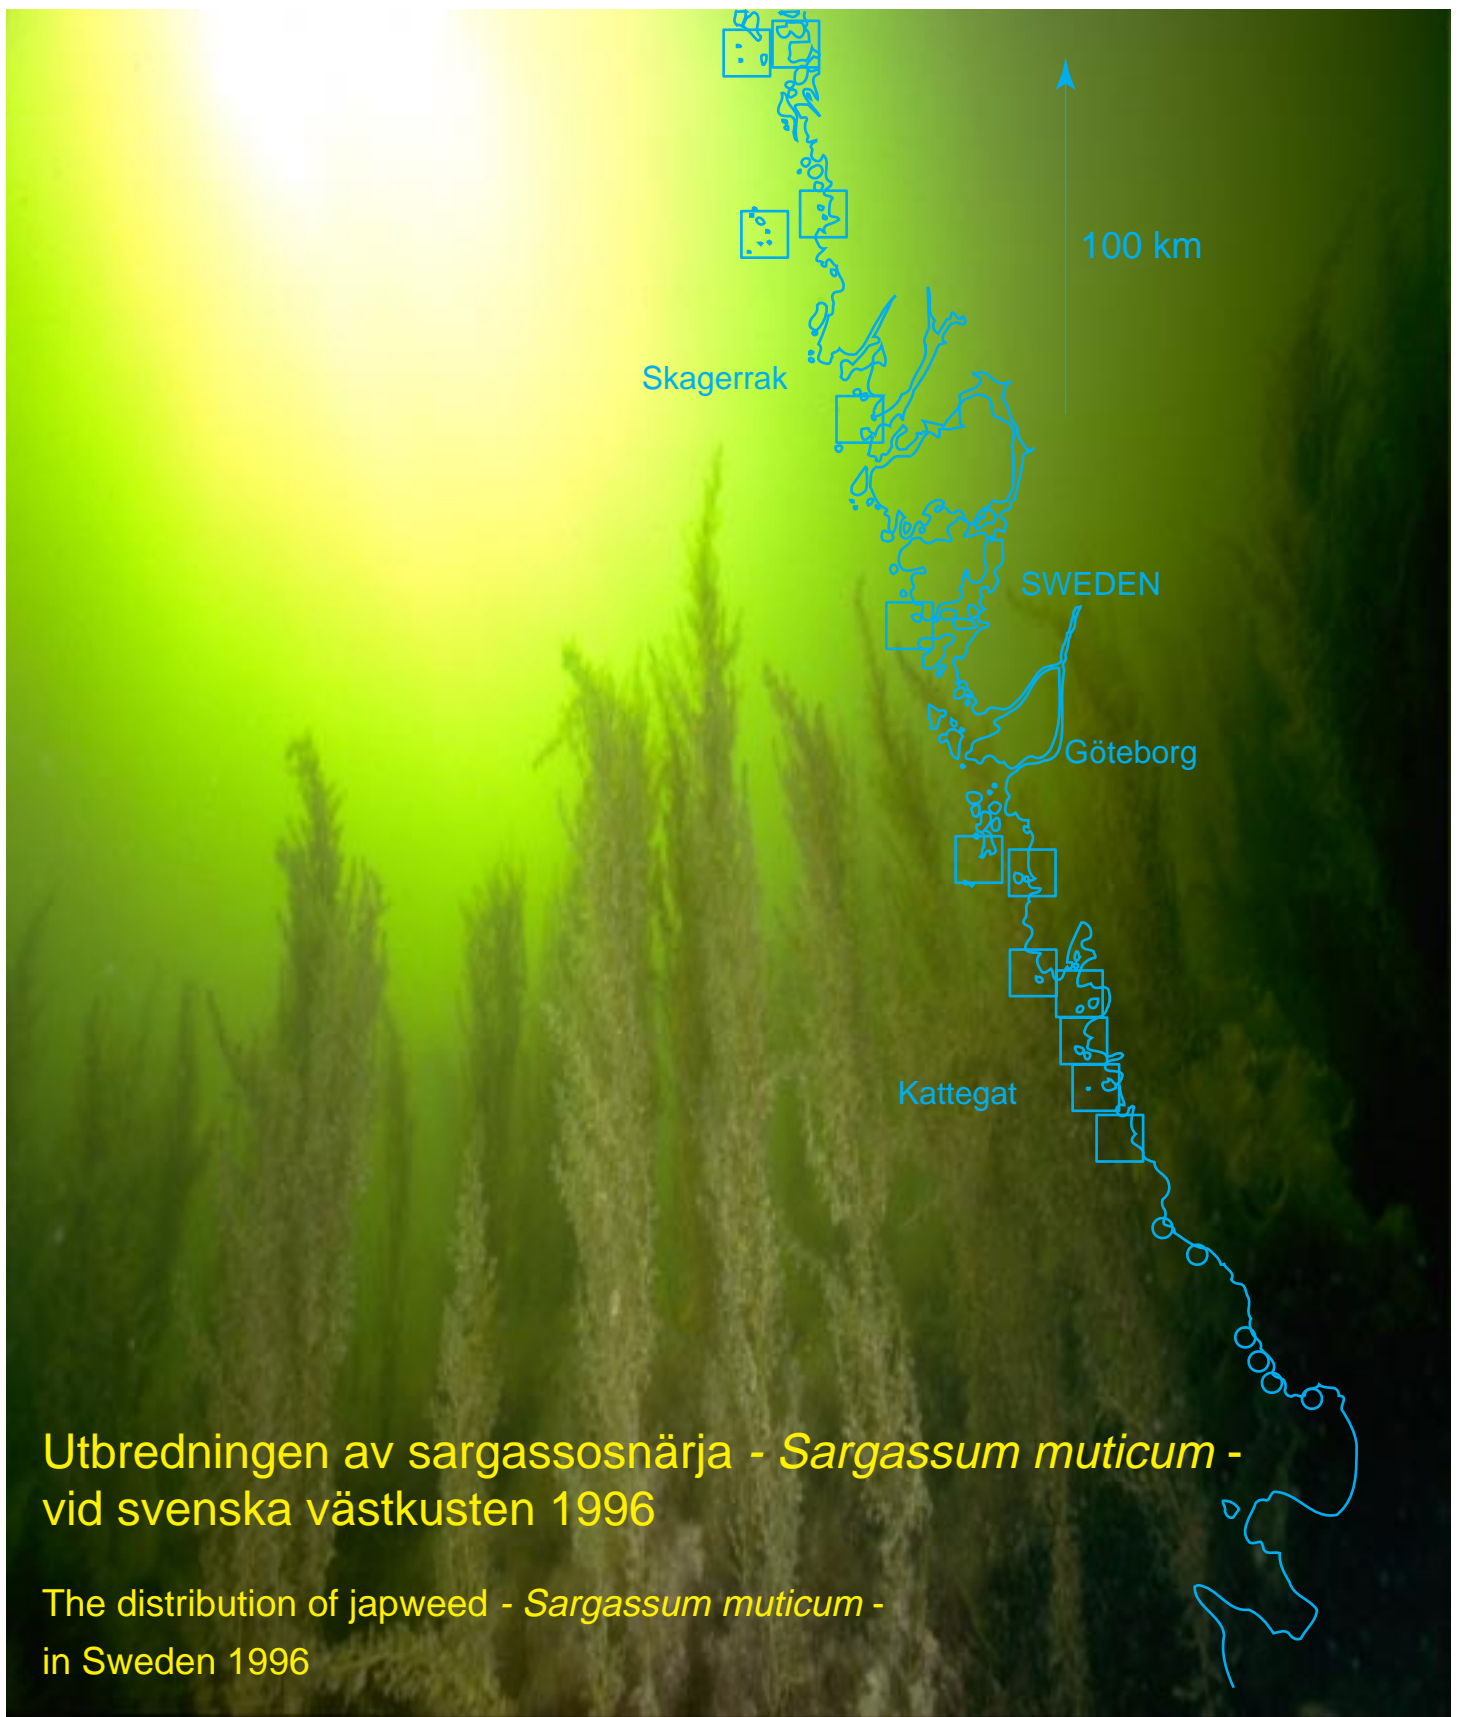 100 km
Skagerrak
SWEDEN
Göteborg
Kattegat
Utbredningen av sargassosnärja - Sargassum muticum -
vid svenska västkusten 1996
The distribution of japweed - Sargassum muticum -
in Sweden 1996